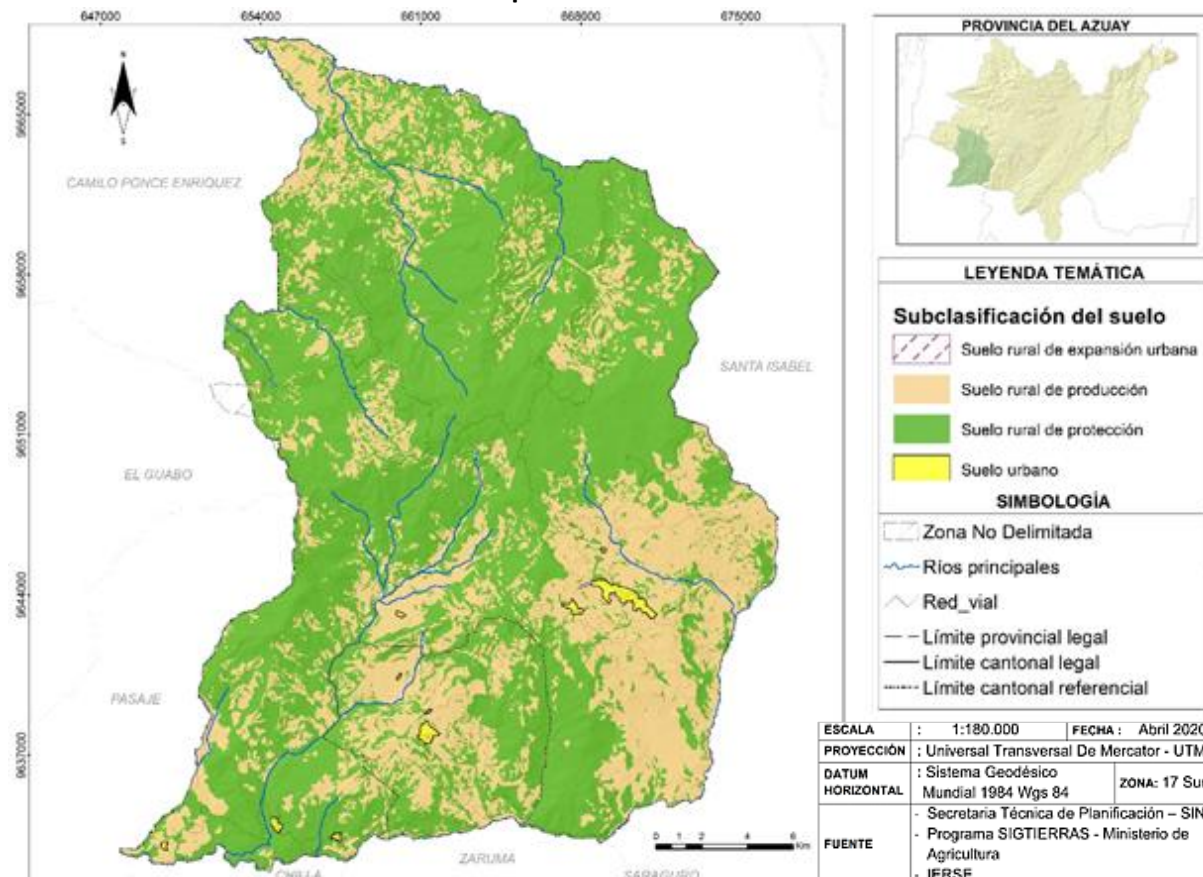 647000 654000 661000 668000 675000
9665000
9658000
9651000
9644000
9637000
CAMILO PONCE ENRIQUEZ
SANTA ISABEL
EL GUABO
PASAJE
ZARUMA
CHILLA
SARAGURO
0 1 2 4 6
Km
PROVINCIA DEL AZUAY
LEYENDA TEMÁTICA
Subclasificación del suelo
Suelo rural de expansión urbana
Suelo rural de producción
Suelo rural de protección
Suelo urbano
SIMBOLOGÍA
Zona No Delimitada
Ríos principales
Red_vial
Límite provincial legal
Límite cantonal legal
Límite cantonal referencial
ESCALA : 1:180.000 FECHA : Abril 2020
PROYECCIÓN : Universal Transversal De Mercator - UTM
DATUM HORIZONTAL : Sistema Geodésico
Mundial 1984 Wgs 84 ZONA: 17 Sur
FUENTE
- Secretaria Técnica de Planificación – SIN
- Programa SIGTIERRAS - Ministerio de
Agricultura
- IERSE